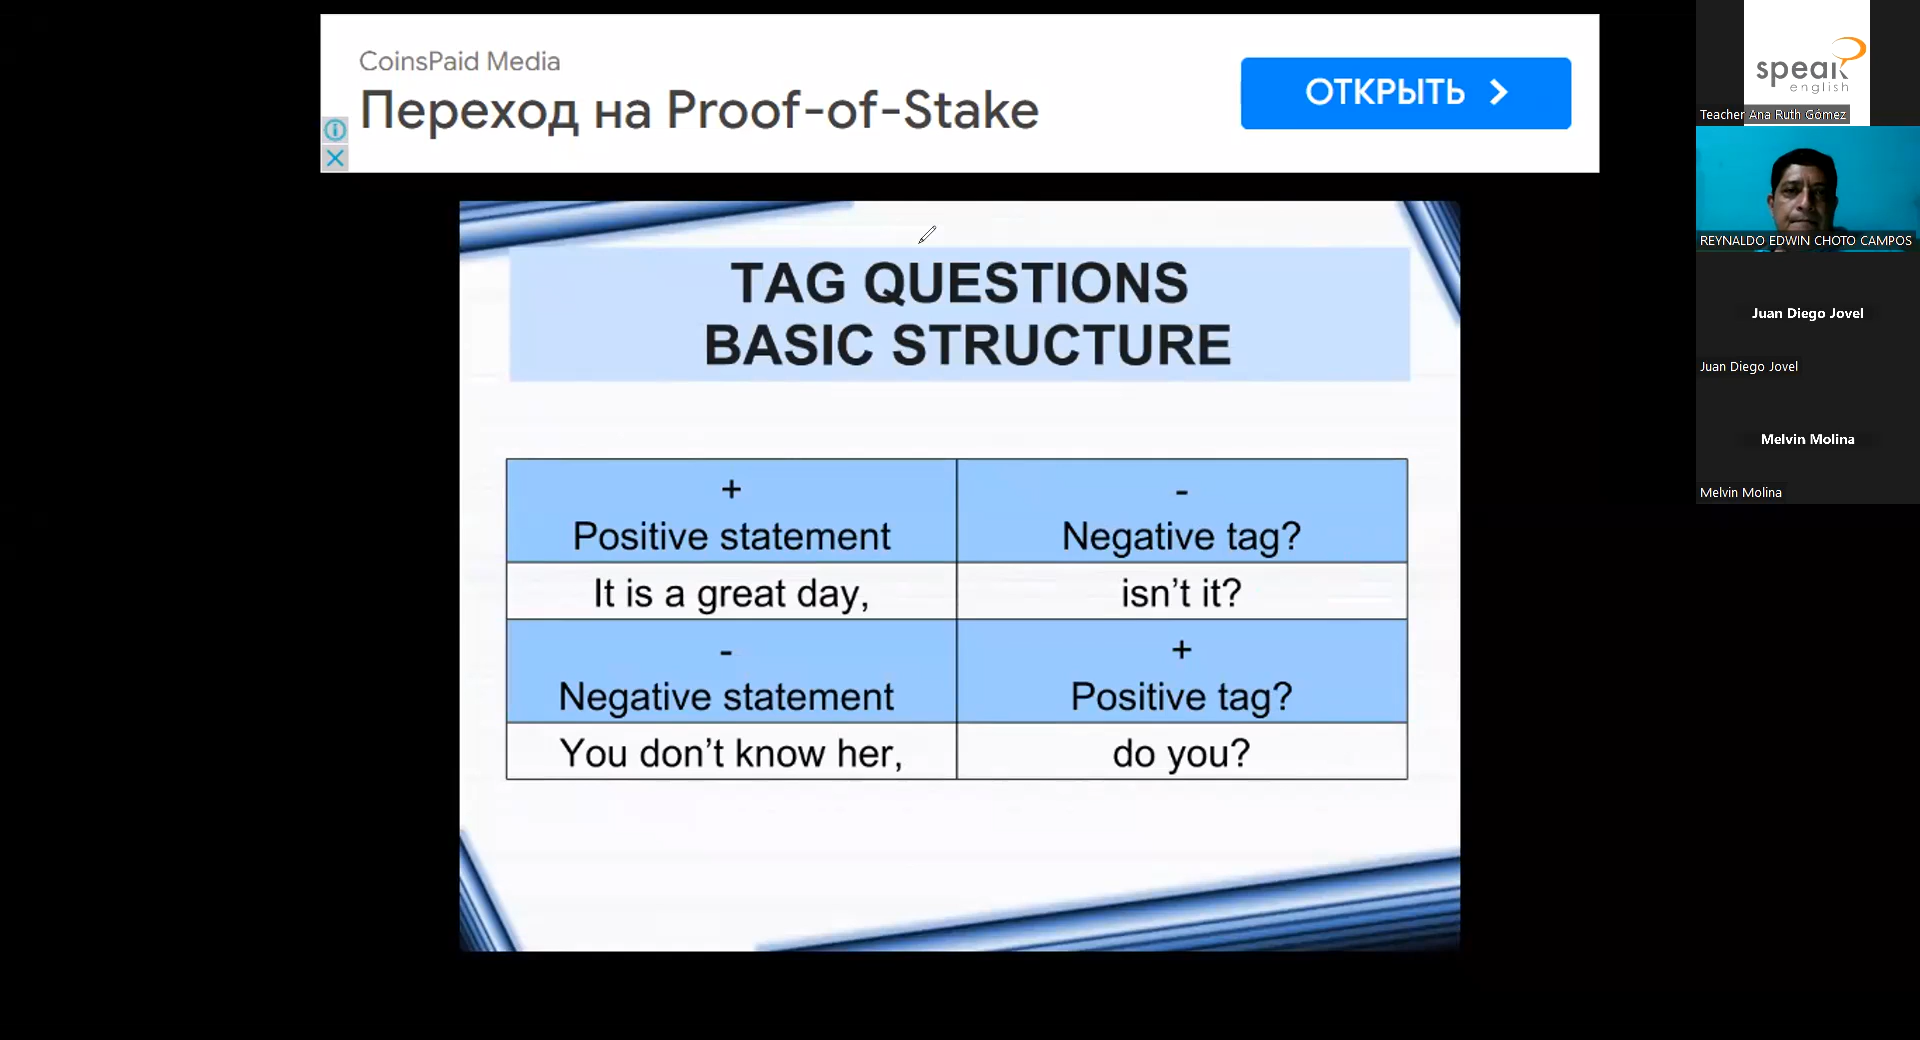 CoinsPaid Media
Переход на Proof-of-Stake
ОТКРЫТЬ
TAG QUESTIONS
BASIC STRUCTURE
+
-
Positive statement
Negative tag?
It is a great day,
isn't it?
-
+
Negative statement
Positive tag?
You don't know her,
do you?
speak
english
Teacher Ana Ruth Gómez
REYNALDO EDWIN CHOTO CAMPOS
Juan Diego Jovel
Juan Diego Jovel
Melvin Molina
Melvin Molina